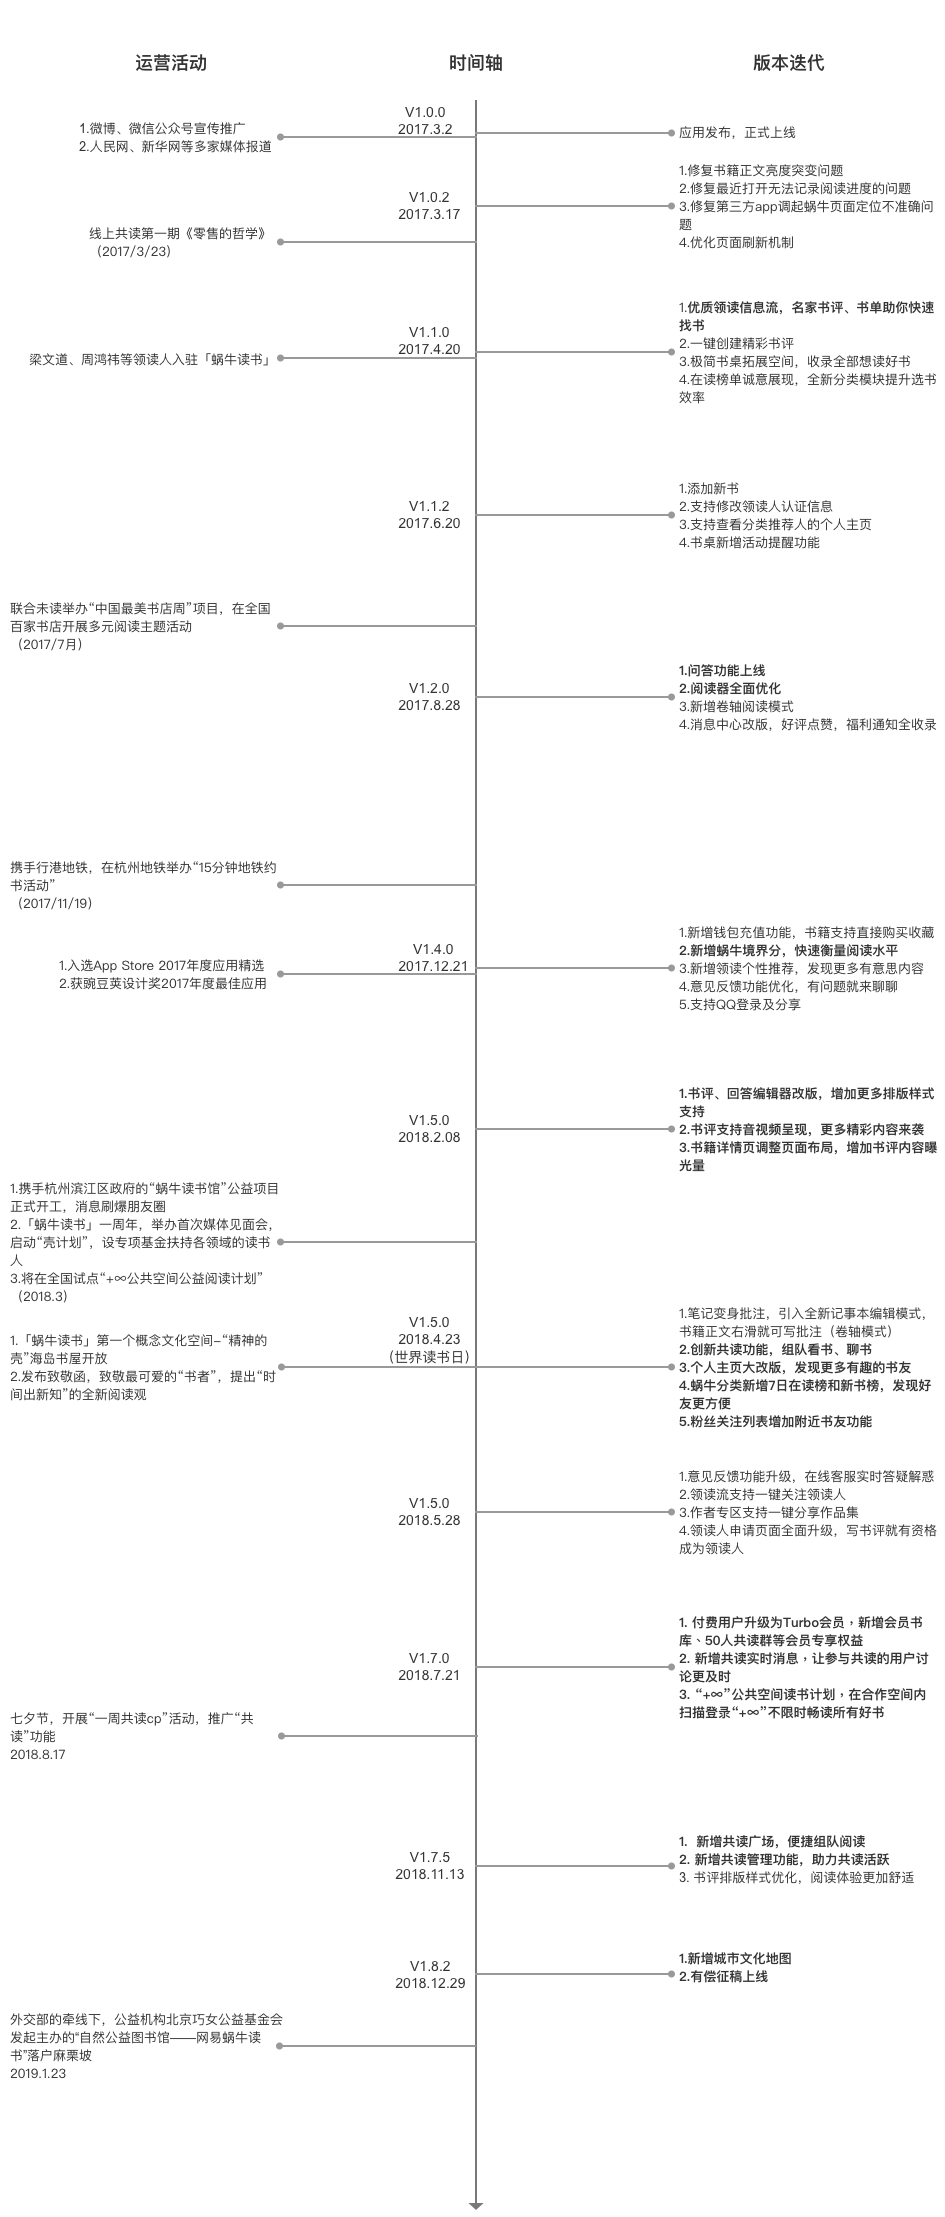 运营活动
时间轴
版本迭代
V1.0.0
2017.3.2
1.微博、微信公众号宣传推广
2.人民网、新华网等多家媒体报道
应用发布，正式上线
V1.0.2
2017.3.17
1.修复书籍正文亮度突变问题
2.修复最近打开无法记录阅读进度的问题
3.修复第三方app调起蜗牛页面定位不准确问
题
4.优化页面刷新机制
线上共读第一期《零售的哲学》
（2017/3/23)
V1.1.0
2017.4.20
梁文道、周鸿祎等领读人入驻「蜗牛读书」
1.优质领读信息流，名家书评、书单助你快速
找书
2.一键创建精彩书评
3.极简书桌拓展空间，收录全部想读好书
4.在读榜单诚意展现，全新分类模块提升选书
效率
V1.1.2
2017.6.20
1.添加新书
2.支持修改领读人认证信息
3.支持查看分类推荐人的个人主页
4.书桌新增活动提醒功能
联合未读举办“中国最美书店周”项目，在全国
百家书店开展多元阅读主题活动
（2017/7月)
V1.2.0
2017.8.28
1.问答功能上线
2.阅读器全面优化
3.新增卷轴阅读模式
4.消息中心改版，好评点赞，福利通知全收录
携手行港地铁，在杭州地铁举办“15分钟地铁约
书活动”
（2017/11/19)
V1.4.0
2017.12.21
1.入选App Store 2017年度应用精选
2.获豌豆荚设计奖2017年度最佳应用
1.新增钱包充值功能，书籍支持直接购买收藏
2.新增蜗牛境界分，快速衡量阅读水平
3.新增领读个性推荐，发现更多有意思内容
4.意见反馈功能优化，有问题就来聊聊
5.支持QQ登录及分享
V1.5.0
2018.2.08
1.书评、回答编辑器改版，增加更多排版样式
支持
2.书评支持音视频呈现，更多精彩内容来袭
3.书籍详情页调整页面布局，增加书评内容曝
光量
1.携手杭州滨江区政府的“蜗牛读书馆”公益项目
正式开工，消息刷爆朋友圈
2.「蜗牛读书」一周年，举办首次媒体见面会，
启动“壳计划”，设专项基金扶持各领域的读书
人
3.将在全国试点“+∞公共空间公益阅读计划”
（2018.3)
V1.5.0
2018.4.23
(世界读书日)
1.「蜗牛读书」第一个概念文化空间–“精神的
壳”海岛书屋开放
2.发布致敬函，致敬最可爱的“书者”，提出“时
间出新知”的全新阅读观
1.笔记变身批注，引入全新记事本编辑模式，
书籍正文右滑就可写批注（卷轴模式）
2.创新共读功能，组队看书、聊书
3.个人主页大改版，发现更多有趣的书友
4.蜗牛分类新增7日在读榜和新书榜，发现好
友更方便
5.粉丝关注列表增加附近书友功能
V1.5.0
2018.5.28
1.意见反馈功能升级，在线客服实时答疑解惑
2.领读流支持一键关注领读人
3.作者专区支持一键分享作品集
4.领读人申请页面全面升级，写书评就有资格
成为领读人
V1.7.0
2018.7.21
1. 付费用户升级为Turbo会员，新增会员书
库、50人共读群等会员专享权益
2. 新增共读实时消息，让参与共读的用户讨
论更及时
3. “+∞”公共空间读书计划，在合作空间内
扫描登录“+∞”不限时畅读所有好书
七夕节，开展“一周共读cp”活动，推广“共
读”功能
2018.8.17
V1.7.5
2018.11.13
1. 新增共读广场，便捷组队阅读
2. 新增共读管理功能，助力共读活跃
3. 书评排版样式优化，阅读体验更加舒适
V1.8.2
2018.12.29
1.新增城市文化地图
2.有偿征稿上线
外交部的牵线下，公益机构北京巧女公益基金会
发起主办的“自然公益图书馆——网易蜗牛读
书”落户麻栗坡
2019.1.23